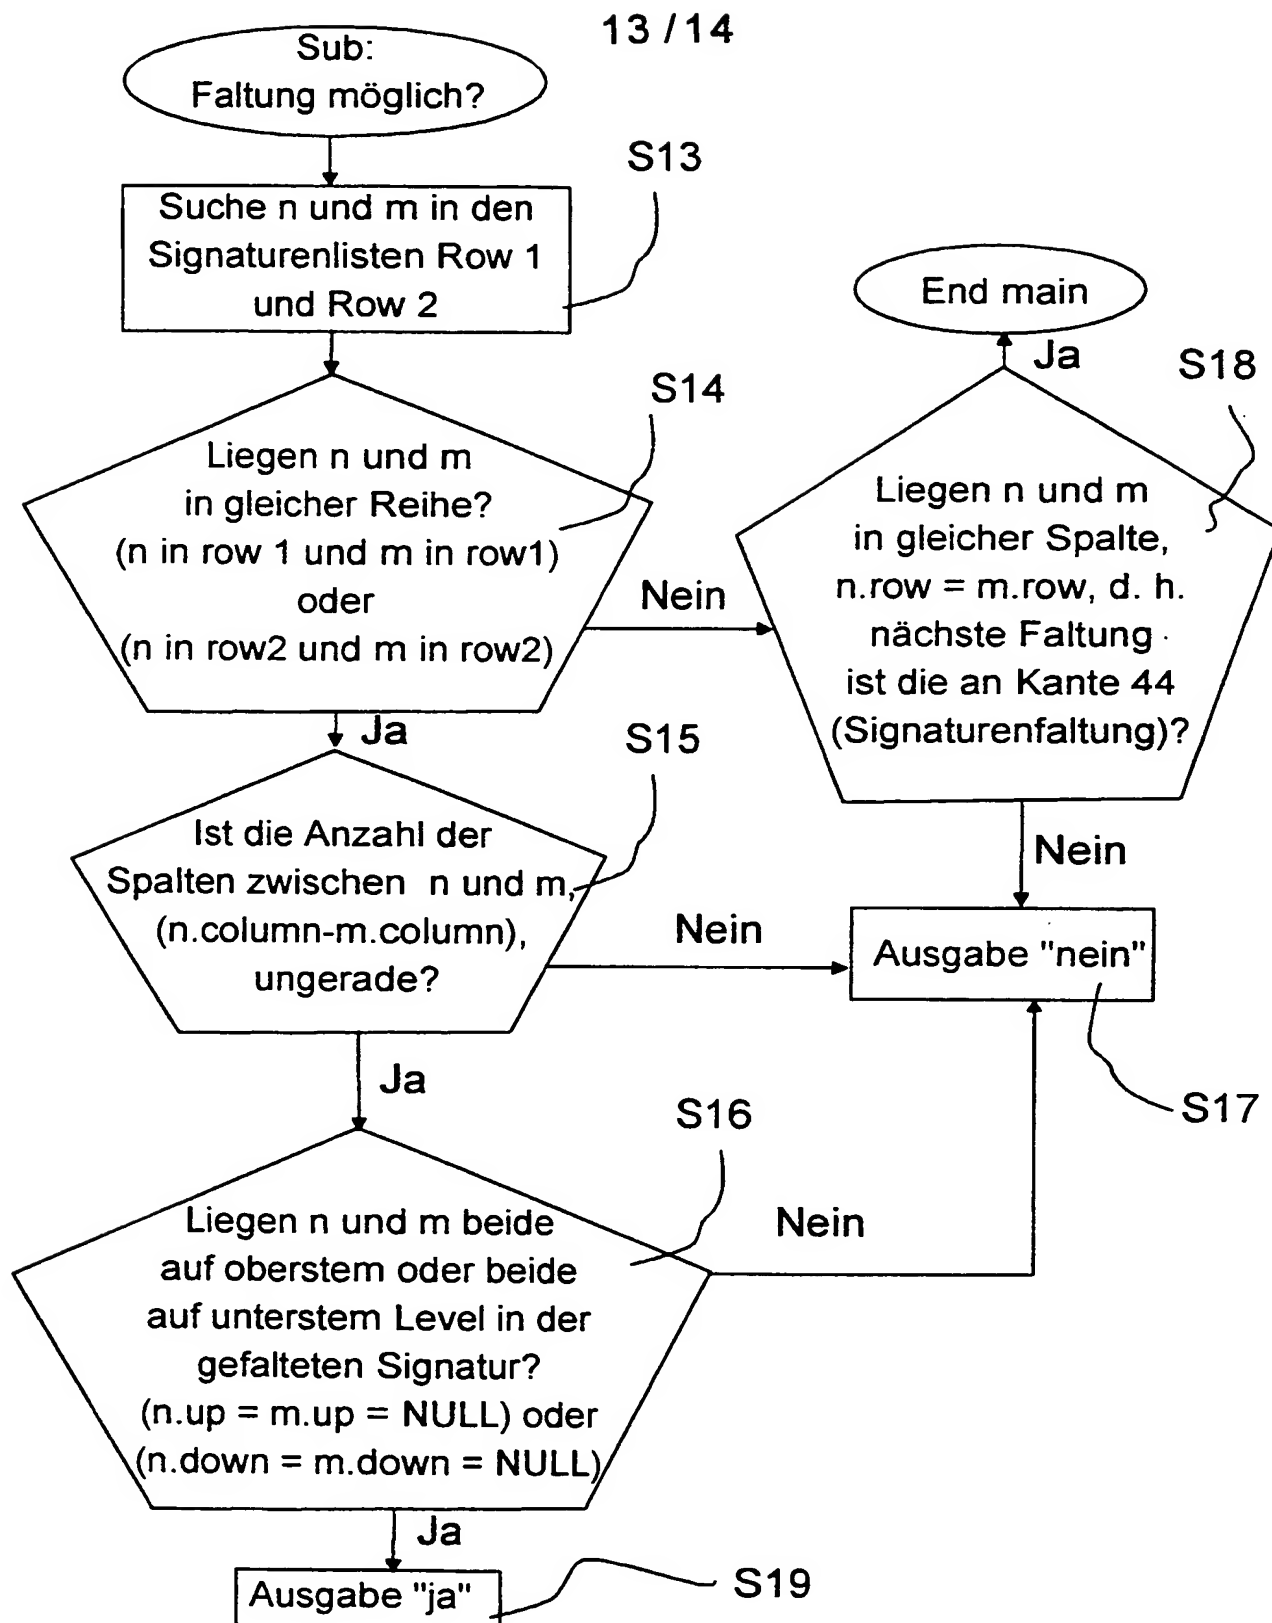 13 / 14
Sub:
Faltung möglich?
S13
Suche n und m in den
Signaturenlisten Row 1
und Row 2
End main
Ja
S18
S14
Liegen n und m
in gleicher Reihe?
(n in row 1 und m in row1)
oder
(n in row2 und m in row2)
Nein
Liegen n und m
in gleicher Spalte,
n.row = m.row, d. h.
nächste Faltung
ist die an Kante 44
(Signaturenfaltung)?
Ja
S15
Ist die Anzahl der
Spalten zwischen n und m,
(n.column-m.column),
ungerade?
Nein
Nein
Ausgabe "nein"
Ja
S17
S16
Liegen n und m beide
auf oberstem oder beide
auf unterstem Level in der
gefalteten Signatur?
(n.up = m.up = NULL) oder
(n.down = m.down = NULL)
Nein
Ja
Ausgabe "ja"
S19